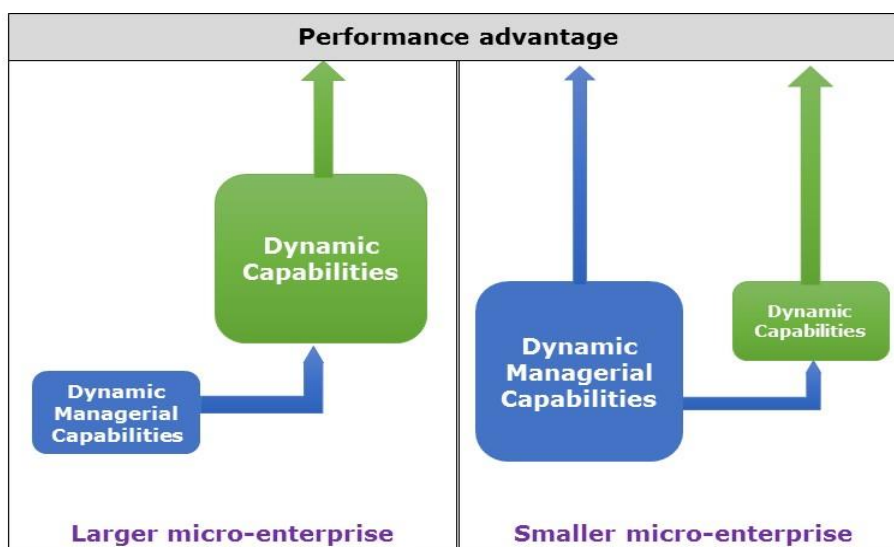 Performance advantage
Dynamic
Capabilities
Dynamic
Managerial
Capabilities
Larger micro-enterprise
Dynamic
Managerial
Capabilities
Dynamic
Capabilities
Smaller micro-enterprise